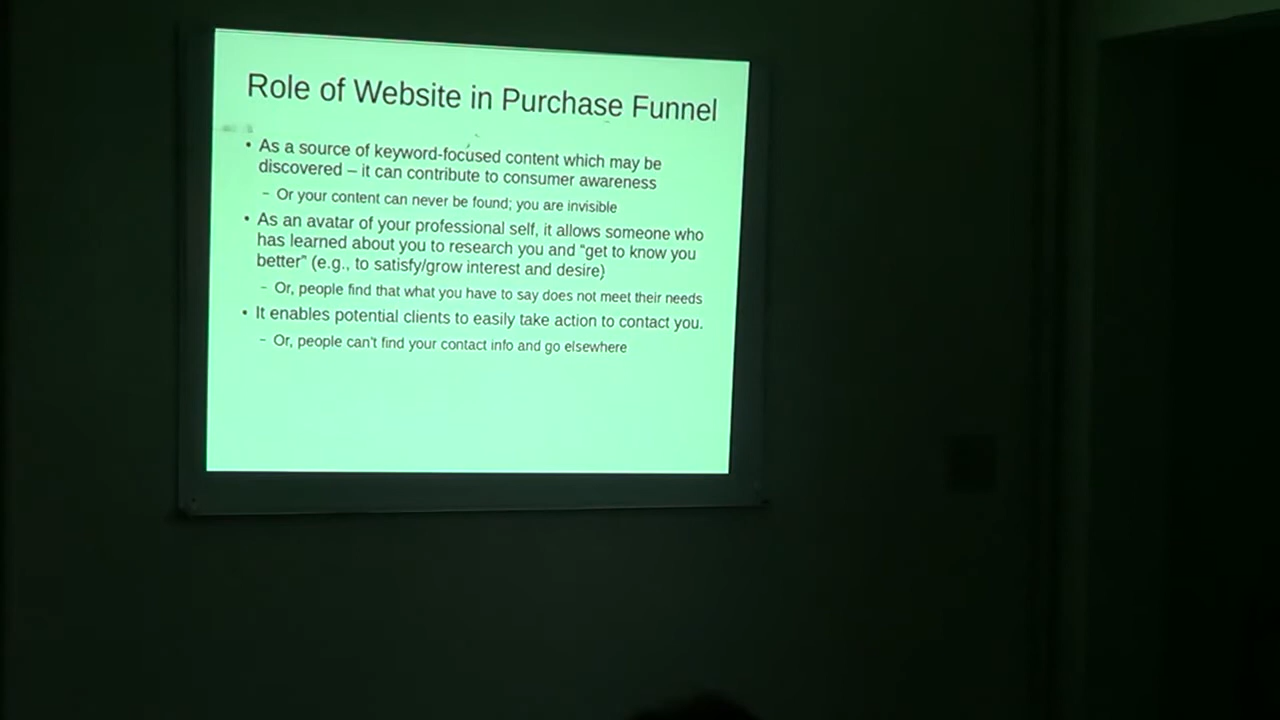 Role of Website in Purchase Funnel
• As a source of keyword-focused content which may be
discovered – it can contribute to consumer awareness
– Or your content can never be found; you are invisible
• As an avatar of your professional self, it allows someone who
has learned about you to research you and "get to know you
better" (e.g., to satisfy/grow interest and desire)
– Or, people find that what you have to say does not meet their needs
• It enables potential clients to easily take action to contact you.
– Or, people can't find your contact info and go elsewhere